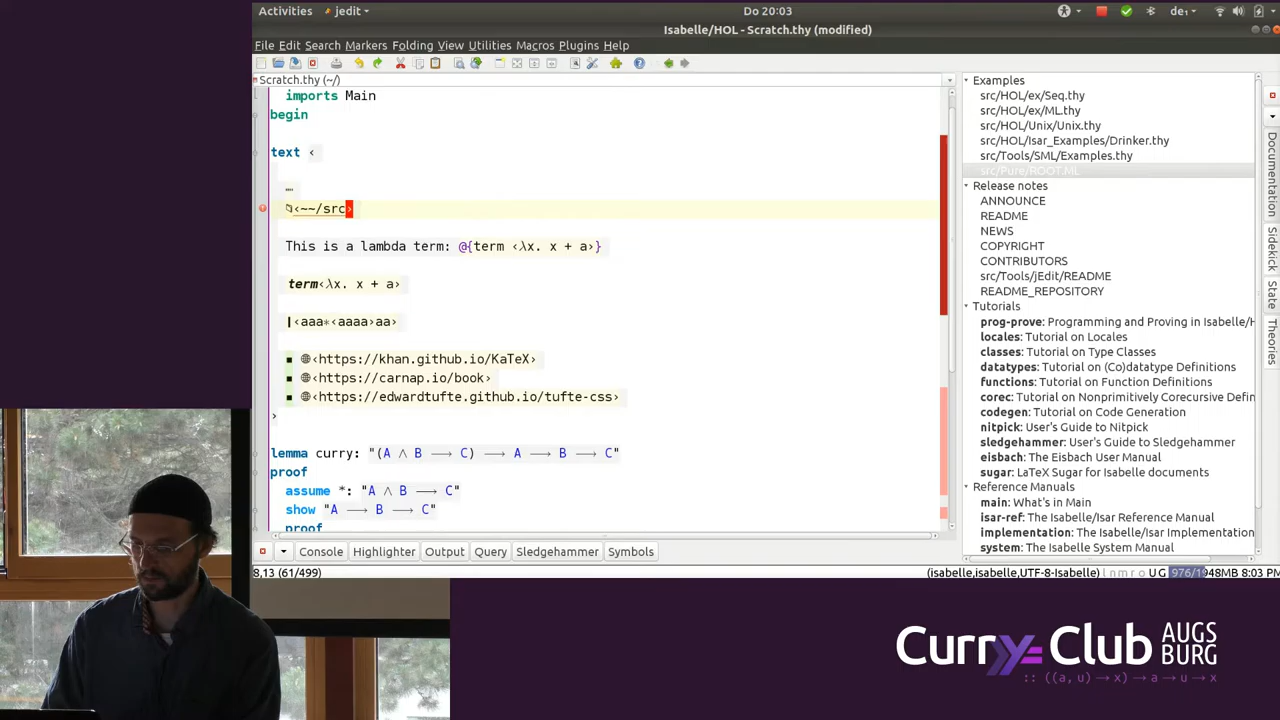 Activities
jedit
Do 20:03
de₁
Isabelle/HOL - Scratch.thy (modified)
File Edit Search Markers Folding View Utilities Macros Plugins Help
Scratch.thy (~/)
imports Main
begin
text ‹
‹~~/src›
This is a lambda term: @{term ‹λx. x + a›}
term‹λx. x + a›
‹aaa*‹aaaa›aa›
‹https://khan.github.io/KaTeX›
‹https://carnap.io/book›
‹https://edwardtufte.github.io/tufte-css›
›
lemma curry: "(A ∧ B ⟶ C) ⟶ A ⟶ B ⟶ C"
proof
assume *: "A ∧ B ⟶ C"
show "A ⟶ B ⟶ C"
proof
Examples
src/HOL/ex/Seq.thy
src/HOL/ex/ML.thy
src/HOL/Unix/Unix.thy
src/HOL/Isar_Examples/Drinker.thy
src/Tools/SML/Examples.thy
src/Pure/ROOT.ML
Release notes
ANNOUNCE
README
NEWS
COPYRIGHT
CONTRIBUTORS
src/Tools/jEdit/README
README_REPOSITORY
Tutorials
prog-prove: Programming and Proving in Isabelle/H
locales: Tutorial on Locales
classes: Tutorial on Type Classes
datatypes: Tutorial on (Co)datatype Definitions
functions: Tutorial on Function Definitions
corec: Tutorial on Nonprimitively Corecursive Defin
codegen: Tutorial on Code Generation
nitpick: User's Guide to Nitpick
sledgehammer: User's Guide to Sledgehammer
eisbach: The Eisbach User Manual
sugar: LaTeX Sugar for Isabelle documents
Reference Manuals
main: What's in Main
isar-ref: The Isabelle/Isar Reference Manual
implementation: The Isabelle/Isar Implementation
system: The Isabelle System Manual
Documentation
Sidekick
State
Theories
Console
Highlighter
Output
Query
Sledgehammer
Symbols
8,13 (61/499)
(isabelle,isabelle,UTF-8-Isabelle) l n m r o U G 976/1948MB 8:03 PM
Curry Club AUGS
BURG
:: ((a, u) → x) → a → u → x